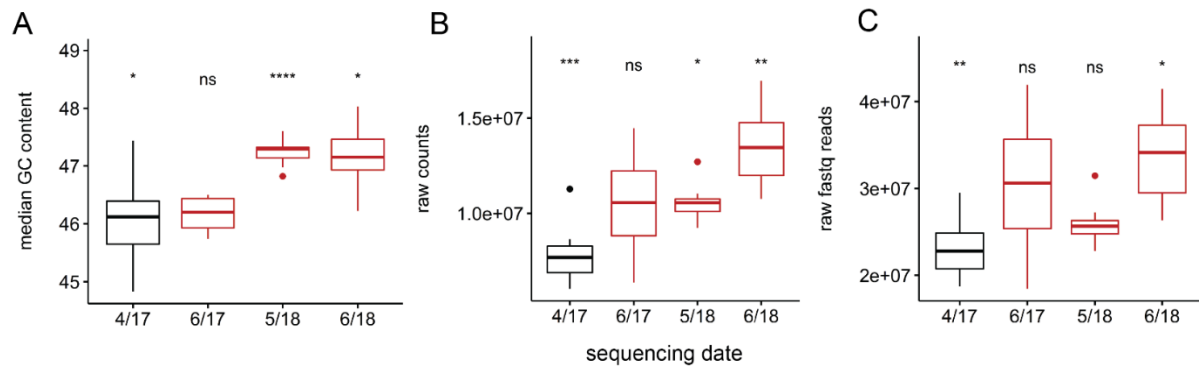 A
median GC content
49
48
47
46
45
*
ns
****
*
4/17
6/17
5/18
6/18
B
raw counts
1.5e+07
1.0e+07
***
ns
*
**
4/17
6/17
5/18
6/18
sequencing date
C
raw fastq reads
4e+07
3e+07
2e+07
**
ns
ns
*
4/17
6/17
5/18
6/18